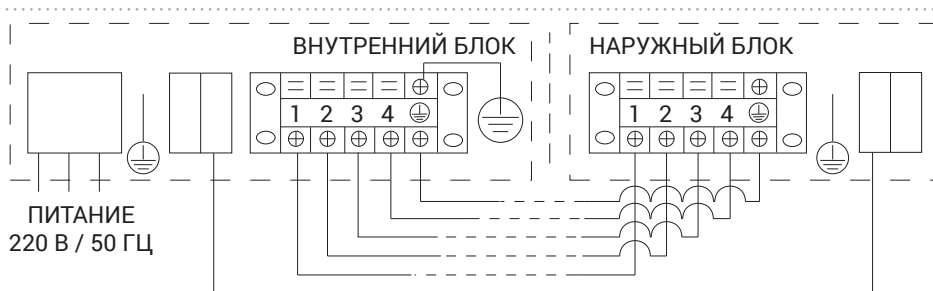 ВНУТРЕННИЙ БЛОК
НАРУЖНЫЙ БЛОК
1 2 3 4
1 2 3 4
ПИТАНИЕ
220 В / 50 ГЦ